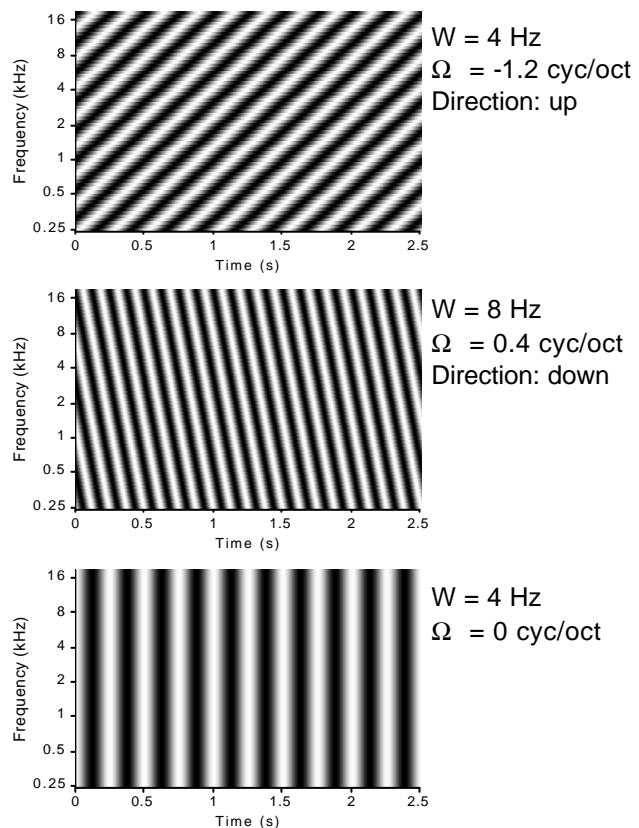 16
8
4
2
1
0.5
0.25
Frequency (kHz)
0 0.5 1 1.5 2 2.5
Time (s)
W = 4 Hz
Ω = -1.2 cyc/oct
Direction: up
16
8
4
2
1
0.5
0.25
Frequency (kHz)
0 0.5 1 1.5 2 2.5
Time (s)
W = 8 Hz
Ω = 0.4 cyc/oct
Direction: down
16
8
4
2
1
0.5
0.25
Frequency (kHz)
0 0.5 1 1.5 2 2.5
Time (s)
W = 4 Hz
Ω = 0 cyc/oct